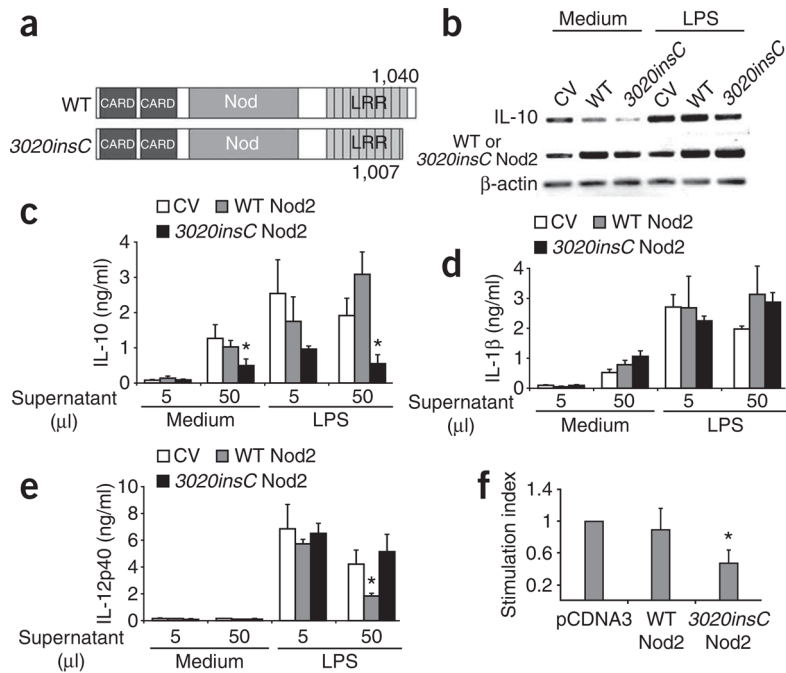 a
1,040
WT CARD CARD Nod LRR
3020insC CARD CARD Nod LRR
1,007
b
Medium LPS
CV WT 3020insC CV WT 3020insC
IL-10
WT or
3020insC Nod2
β-actin
c
CV WT Nod2
3020insC Nod2
IL-10 (ng/ml)
4
3
2
1
0
* *
Supernatant
(μl)
5 50 5 50
Medium LPS
d
CV
WT Nod2
3020insC Nod2
IL-1β (ng/ml)
4
3
2
1
0
Supernatant
(μl)
5 50 5 50
Medium LPS
e
CV WT Nod2
3020insC Nod2
IL-12p40 (ng/ml)
10
8
6
4
2
0
*
Supernatant
(μl)
5 50 5 50
Medium LPS
f
Stimulation index
1.4
1
0.6
0.2
*
pCDNA3 WT Nod2 3020insC Nod2